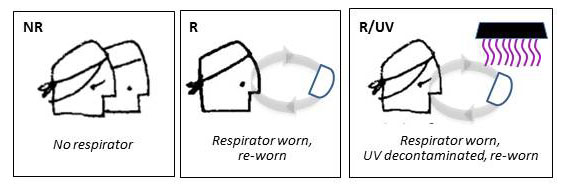 NR
No respirator
R
Respirator worn,
re-worn
R/UV
Respirator worn,
UV decontaminated, re-worn